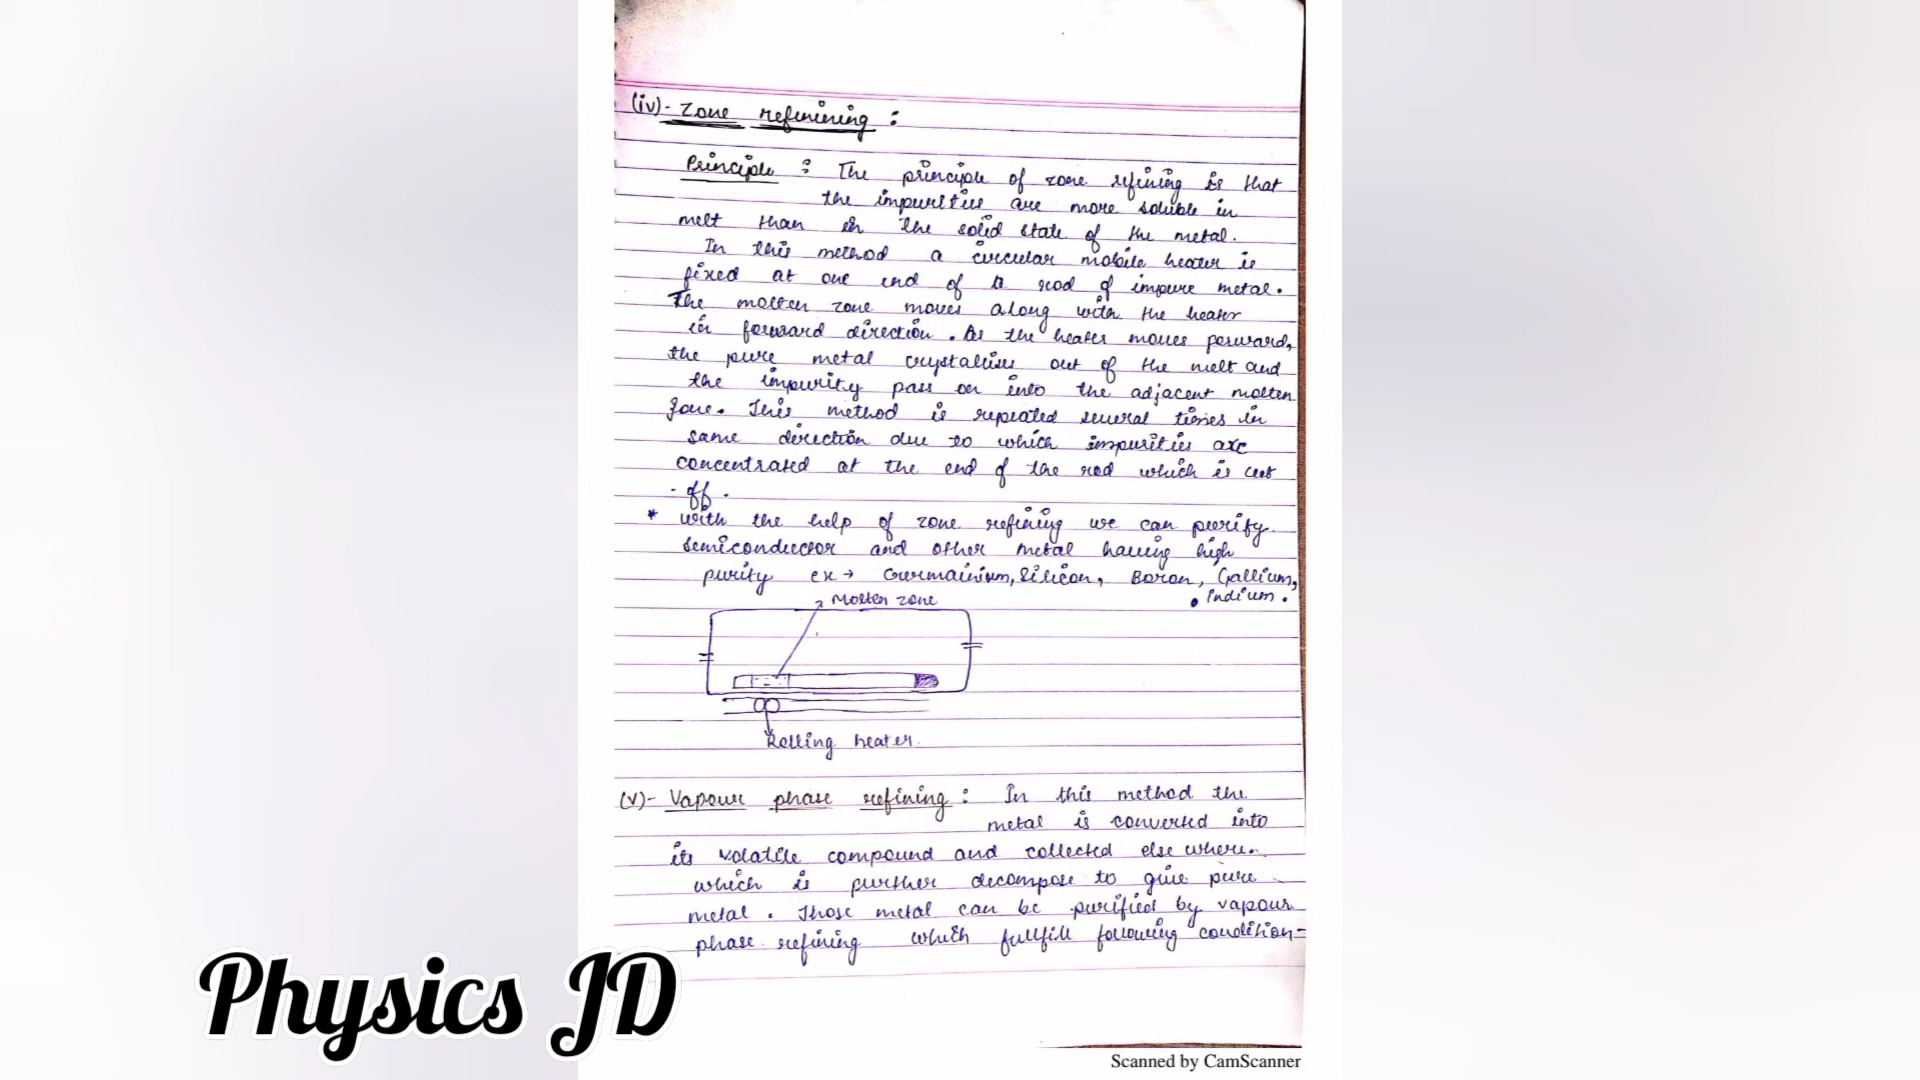 (iv)- Zone refinining :
Principle : The principle of zone refining is that
the impurities are more soluble in
melt than in the solid state of the metal.
In this method a circular mobile heater is
fixed at one end of a rod of impure metal.
The molten zone moves along with the heater
in forward direction. As the heater moves forward,
the pure metal crystallises out of the melt and
the impurity pass on into the adjacent molten
zone. This method is repeated several times in
same direction due to which impurities are
concentrated at the end of the rod which is cut
- off.
* with the help of zone refining we can purify
semiconductor and other metal having high
purity ex → Germainium, Silicon, Boron, Gallium,
Indium.
Molten zone
Rolling heater.
(v)- Vapour phase refining : In this method the
metal is converted into
its volatile compound and collected else where.
which is further decompose to give pure
metal. Those metal can be purified by vapour
phase refining which fullfill following condition-
Physics JD
Scanned by CamScanner